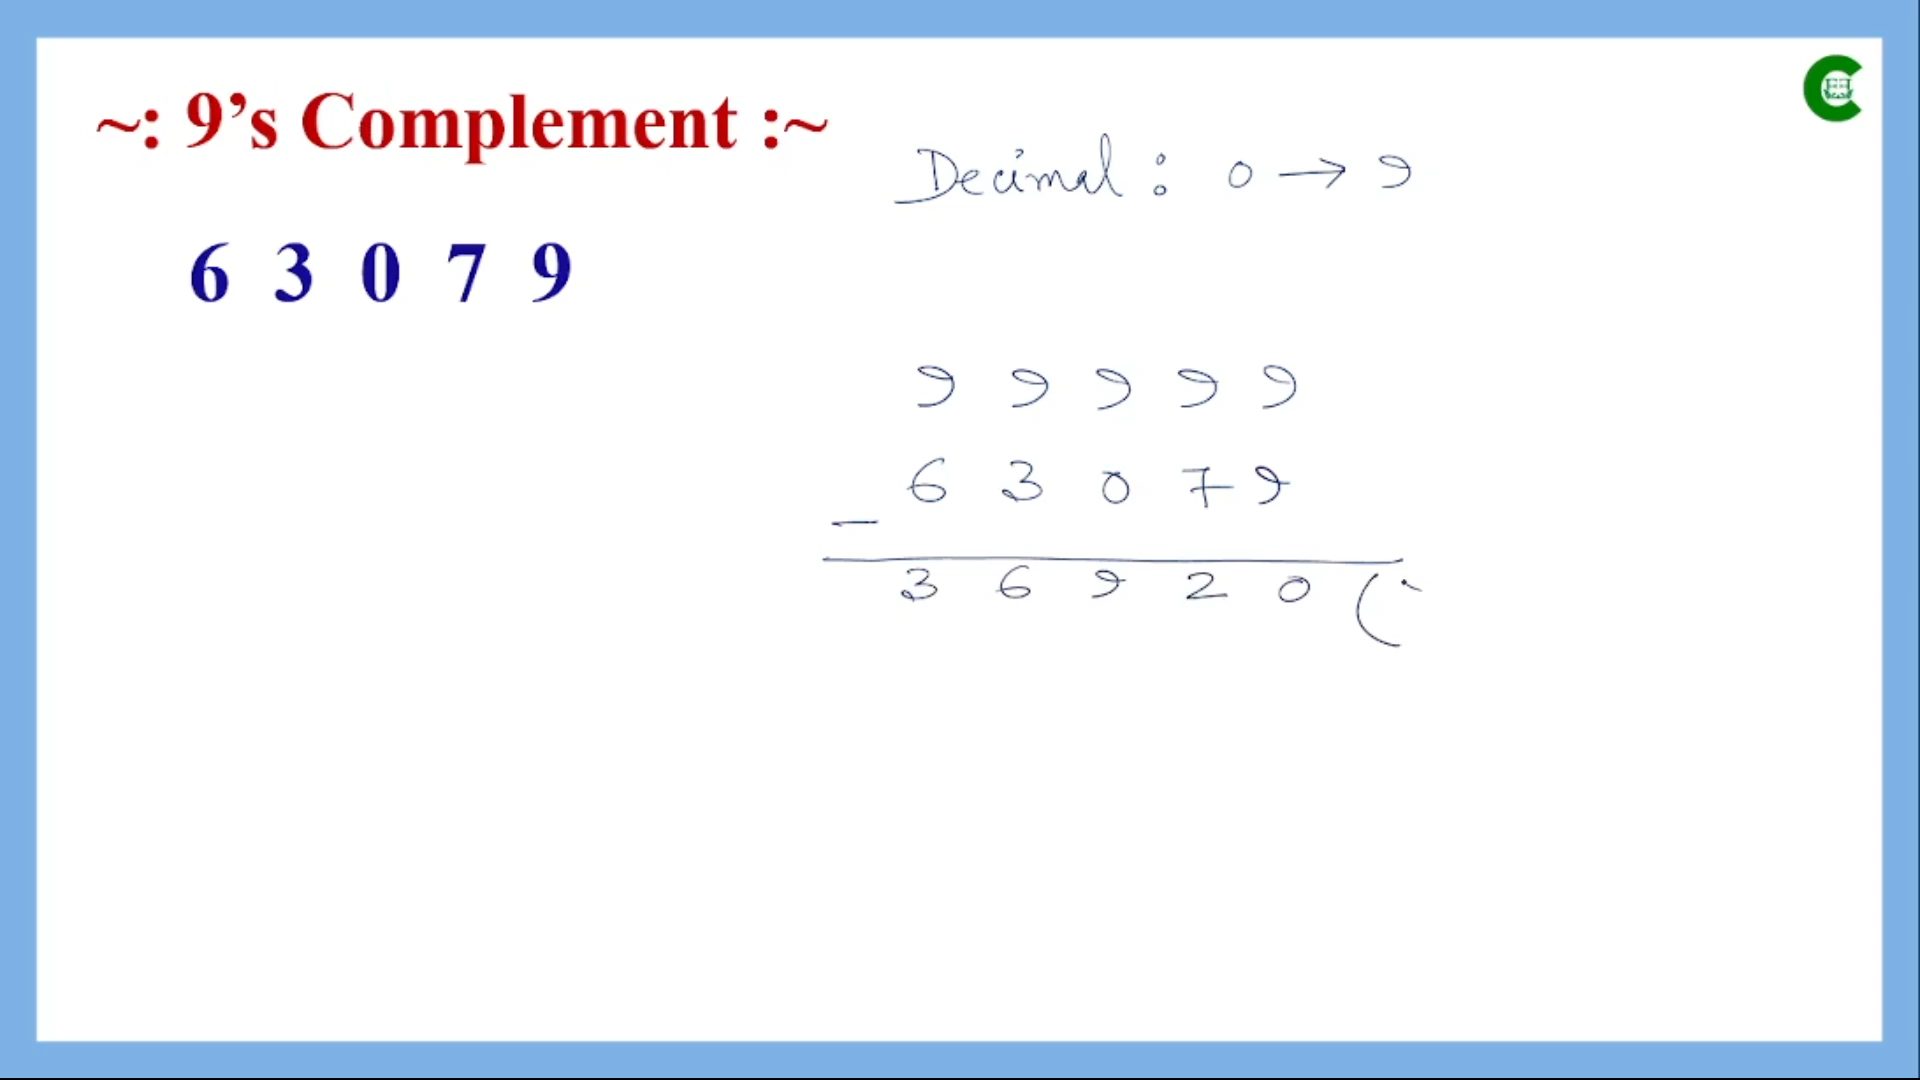 ~: 9’s Complement :~
Decimal : 0 → 9
6 3 0 7 9
9 9 9 9 9
6 3 0 7 9
–
3 6 9 2 0 (